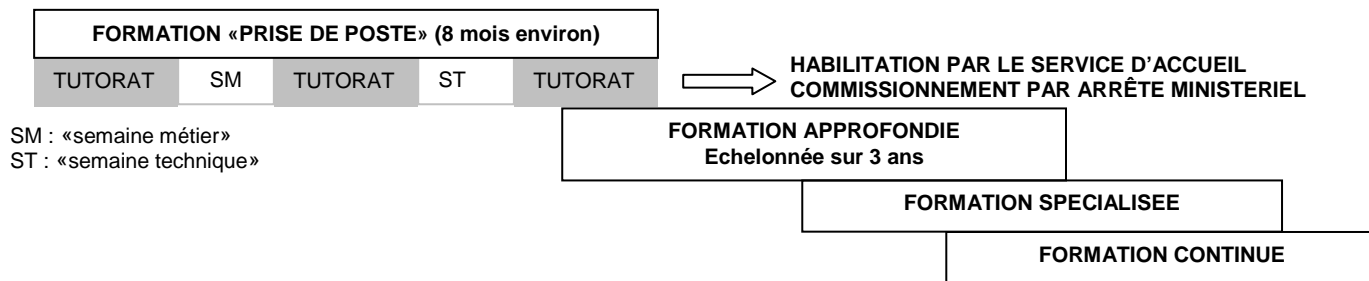 FORMATION «PRISE DE POSTE» (8 mois environ)
TUTORAT SM TUTORAT ST TUTORAT
HABILITATION PAR LE SERVICE D'ACCUEIL
COMMISSIONNEMENT PAR ARRÊTE MINISTERIEL
SM : «semaine métier»
ST : «semaine technique»
FORMATION APPROFONDIE
Echelonnée sur 3 ans
FORMATION SPECIALISEE
FORMATION CONTINUE